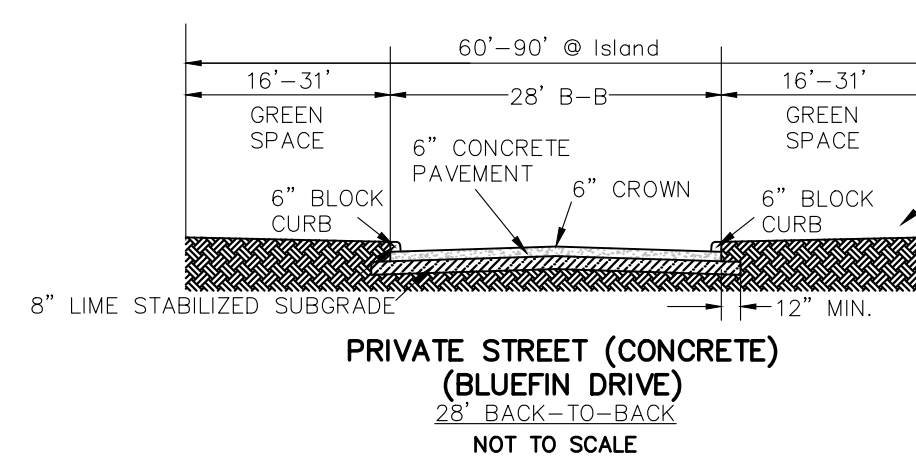 60'-90' @ Island
16'-31'
28' B-B
16'-31'
GREEN
SPACE
GREEN
SPACE
6" CONCRETE
PAVEMENT
6" CROWN
6" BLOCK
CURB
6" BLOCK
CURB
8" LIME STABILIZED SUBGRADE
12" MIN.
PRIVATE STREET (CONCRETE)
(BLUEFIN DRIVE)
28' BACK-TO-BACK
NOT TO SCALE